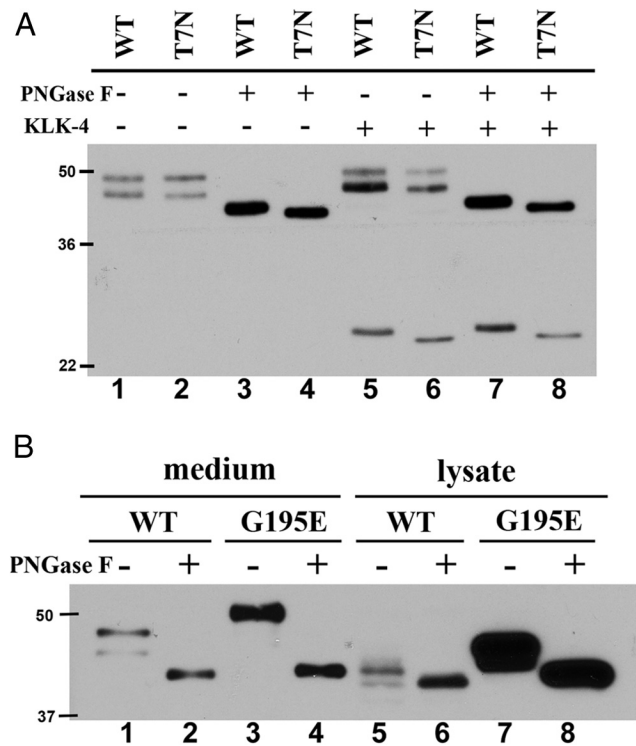 A
WT T7N WT T7N WT T7N WT T7N
PNGase F - - + + - - + +
KLK-4 - - - - + + + +
50
36
22
1 2 3 4 5 6 7 8
B
medium lysate
WT G195E WT G195E
PNGase F - + - + - + - +
50
37
1 2 3 4 5 6 7 8